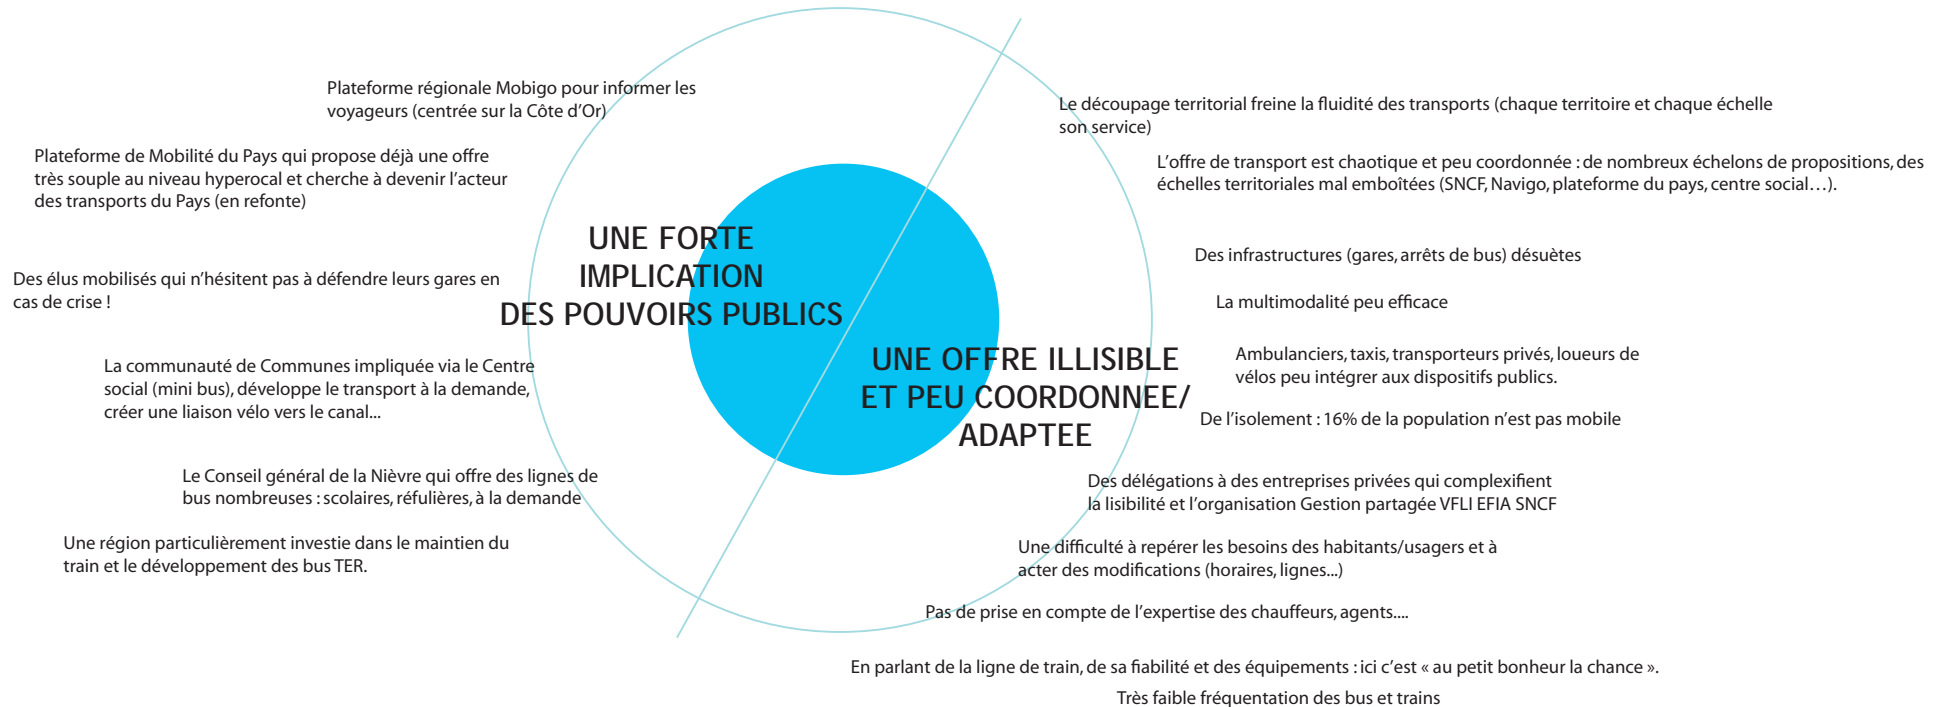 Plateforme régionale Mobigo pour informer les
voyageurs (centrée sur la Côte d’Or)
Plateforme de Mobilité du Pays qui propose déjà une offre
très souple au niveau hyperocal et cherche à devenir l’acteur
des transports du Pays (en refonte)
Des élus mobilisés qui n’hésitent pas à défendre leurs gares en
cas de crise !
La communauté de Communes impliquée via le Centre
social (mini bus), développe le transport à la demande,
créer une liaison vélo vers le canal...
Le Conseil général de la Nièvre qui offre des lignes de
bus nombreuses : scolaires, réfulières, à la demande
Une région particulièrement investie dans le maintien du
train et le développement des bus TER.
UNE FORTE
IMPLICATION
DES POUVOIRS PUBLICS
UNE OFFRE ILLISIBLE
ET PEU COORDONNEE/
ADAPTEE
Le découpage territorial freine la fluidité des transports (chaque territoire et chaque échelle
son service)
L’offre de transport est chaotique et peu coordonnée : de nombreux échelons de propositions, des
échelles territoriales mal emboîtées (SNCF, Navigo, plateforme du pays, centre social…).
Des infrastructures (gares, arrêts de bus) désuètes
La multimodalité peu efficace
Ambulanciers, taxis, transporteurs privés, loueurs de
vélos peu intégrer aux dispositifs publics.
De l’isolement : 16% de la population n’est pas mobile
Des délégations à des entreprises privées qui complexifient
la lisibilité et l’organisation Gestion partagée VFLI EFIA SNCF
Une difficulté à repérer les besoins des habitants/usagers et à
acter des modifications (horaires, lignes...)
Pas de prise en compte de l’expertise des chauffeurs, agents....
En parlant de la ligne de train, de sa fiabilité et des équipements : ici c’est « au petit bonheur la chance ».
Très faible fréquentation des bus et trains